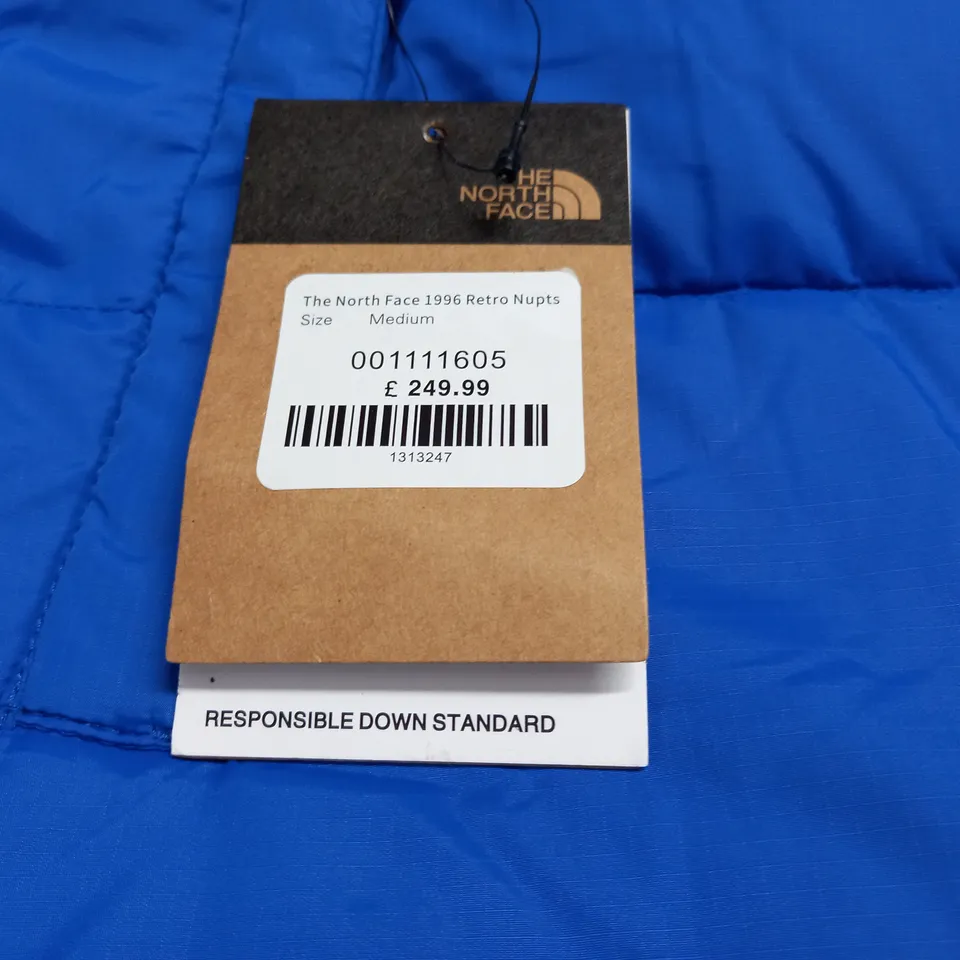 THE
NORTH
FACE
The North Face 1996 Retro Nupts
Size Medium
001111605
£ 249.99
1313247
RESPONSIBLE DOWN STANDARD